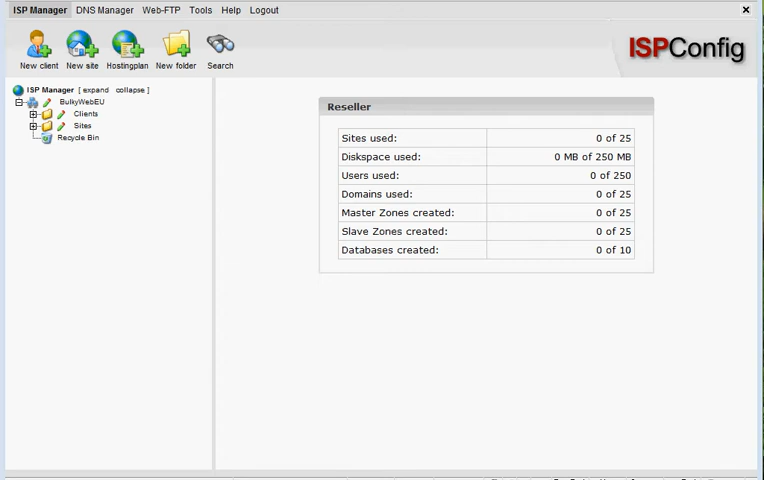 ISP Manager DNS Manager Web-FTP Tools Help Logout
New client New site Hostingplan New folder Search
ISPConfig
ISP Manager [ expand collapse ]
BulkyWebEU
Clients
Sites
Recycle Bin
Reseller
Sites used: 0 of 25
Diskspace used: 0 MB of 250 MB
Users used: 0 of 250
Domains used: 0 of 25
Master Zones created: 0 of 25
Slave Zones created: 0 of 25
Databases created: 0 of 10